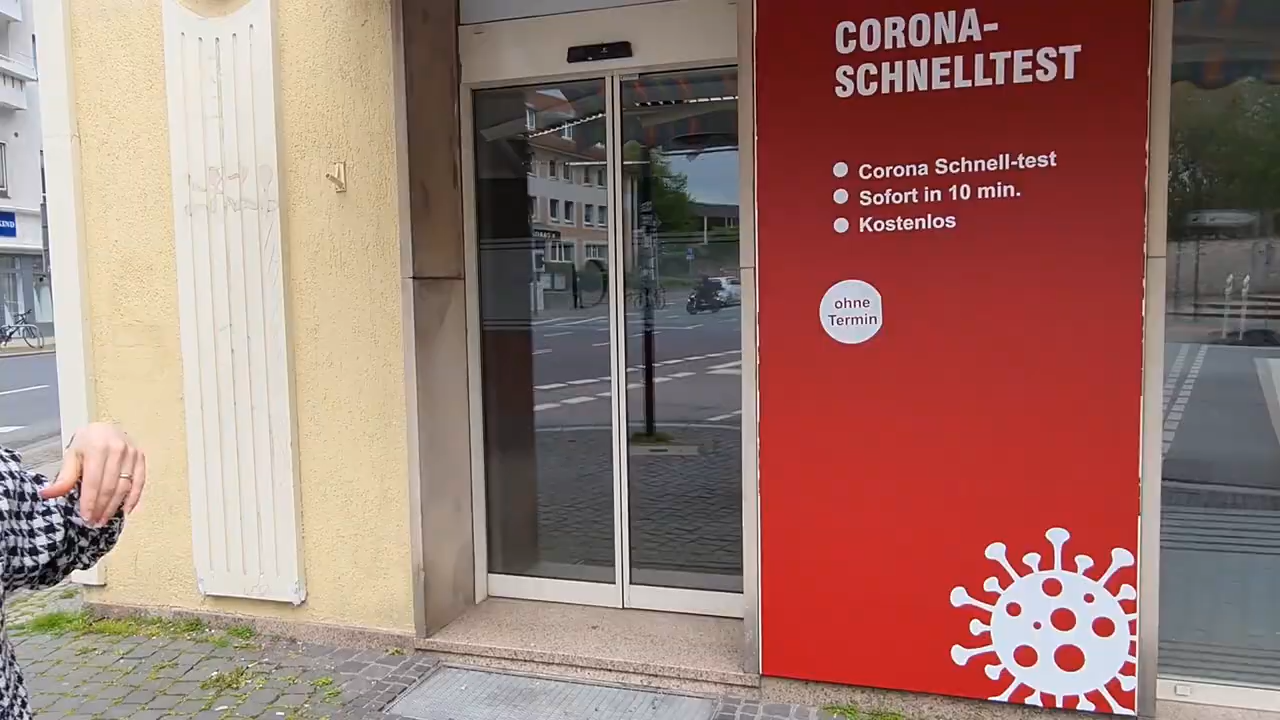 CORONA-
SCHNELLTEST
Corona Schnell-test
Sofort in 10 min.
Kostenlos
ohne
Termin